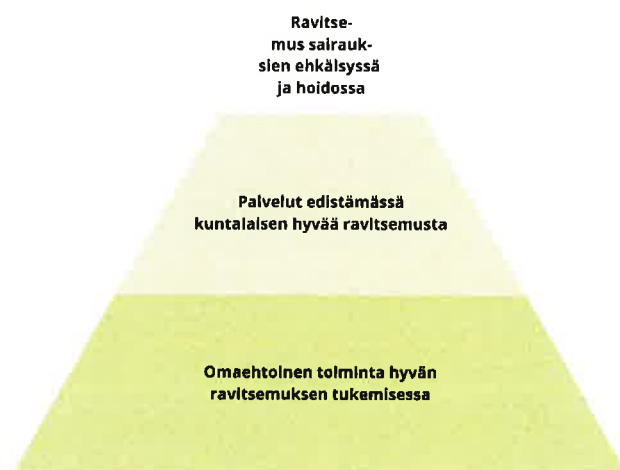 Ravitse-
mus sairauk-
sien ehkäisyssä
ja hoidossa
Palvelut edistämässä
kuntalaisen hyvää ravitsemusta
Omaehtoinen toiminta hyvän
ravitsemuksen tukemisessa